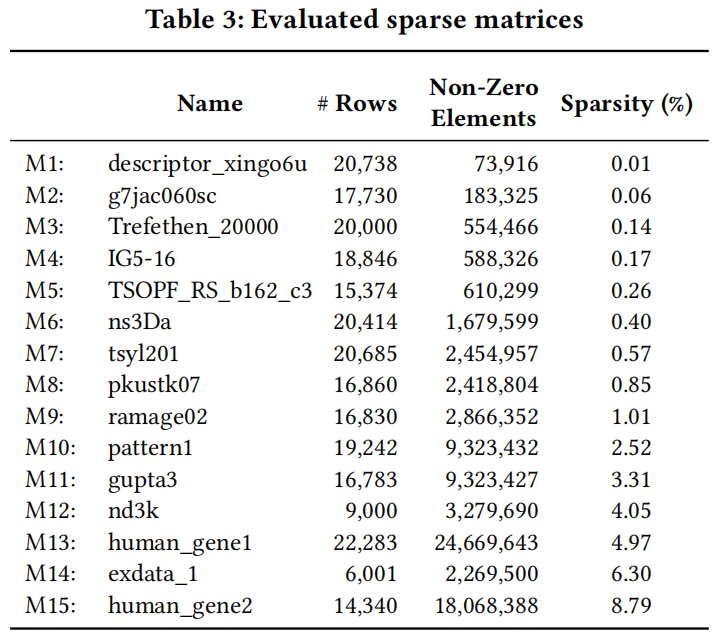 Table 3: Evaluated sparse matrices
Name # Rows Non-Zero Elements Sparsity (%)
M1: descriptor_xingo6u 20,738 73,916 0.01
M2: g7jac060sc 17,730 183,325 0.06
M3: Trefethen_20000 20,000 554,466 0.14
M4: IG5-16 18,846 588,326 0.17
M5: TSOPF_RS_b162_c3 15,374 610,299 0.26
M6: ns3Da 20,414 1,679,599 0.40
M7: tsyl201 20,685 2,454,957 0.57
M8: pkustk07 16,860 2,418,804 0.85
M9: ramage02 16,830 2,866,352 1.01
M10: pattern1 19,242 9,323,432 2.52
M11: gupta3 16,783 9,323,427 3.31
M12: nd3k 9,000 3,279,690 4.05
M13: human_gene1 22,283 24,669,643 4.97
M14: exdata_1 6,001 2,269,500 6.30
M15: human_gene2 14,340 18,068,388 8.79